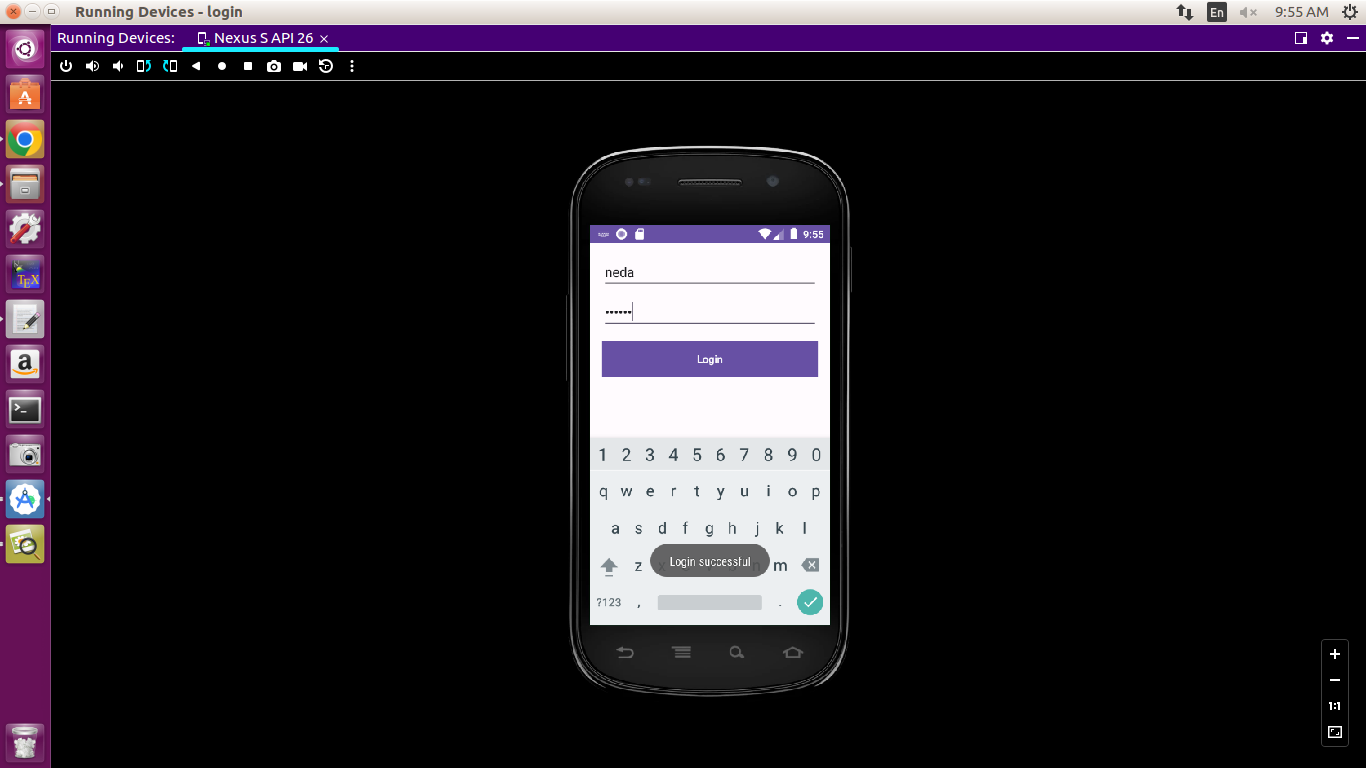 Running Devices - login
En
9:55 AM
Running Devices:
Nexus S API 26
9:55
neda
Login
1 2 3 4 5 6 7 8 9 0
q w e r t y u i o p
a s d f g h j k l
z
m
Login successful
?123 , .
1:1
TEX